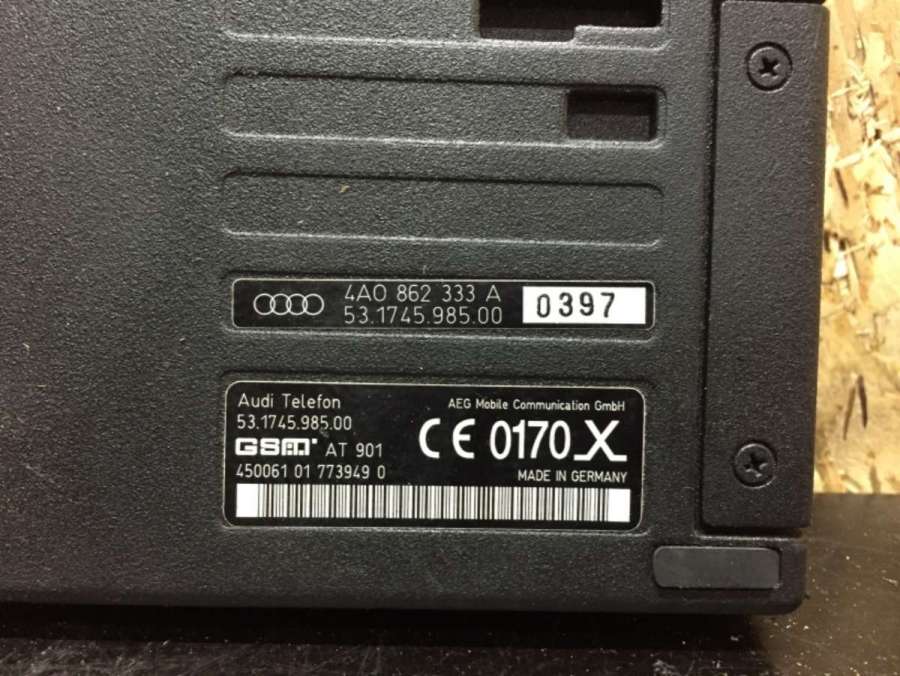 4A0 862 333 A
53.1745.985.00
0397
Audi Telefon
53.1745.985.00
GSM AT 901
450061 01 773949 0
AEG Mobile Communication GmbH
CE 0170 X
MADE IN GERMANY